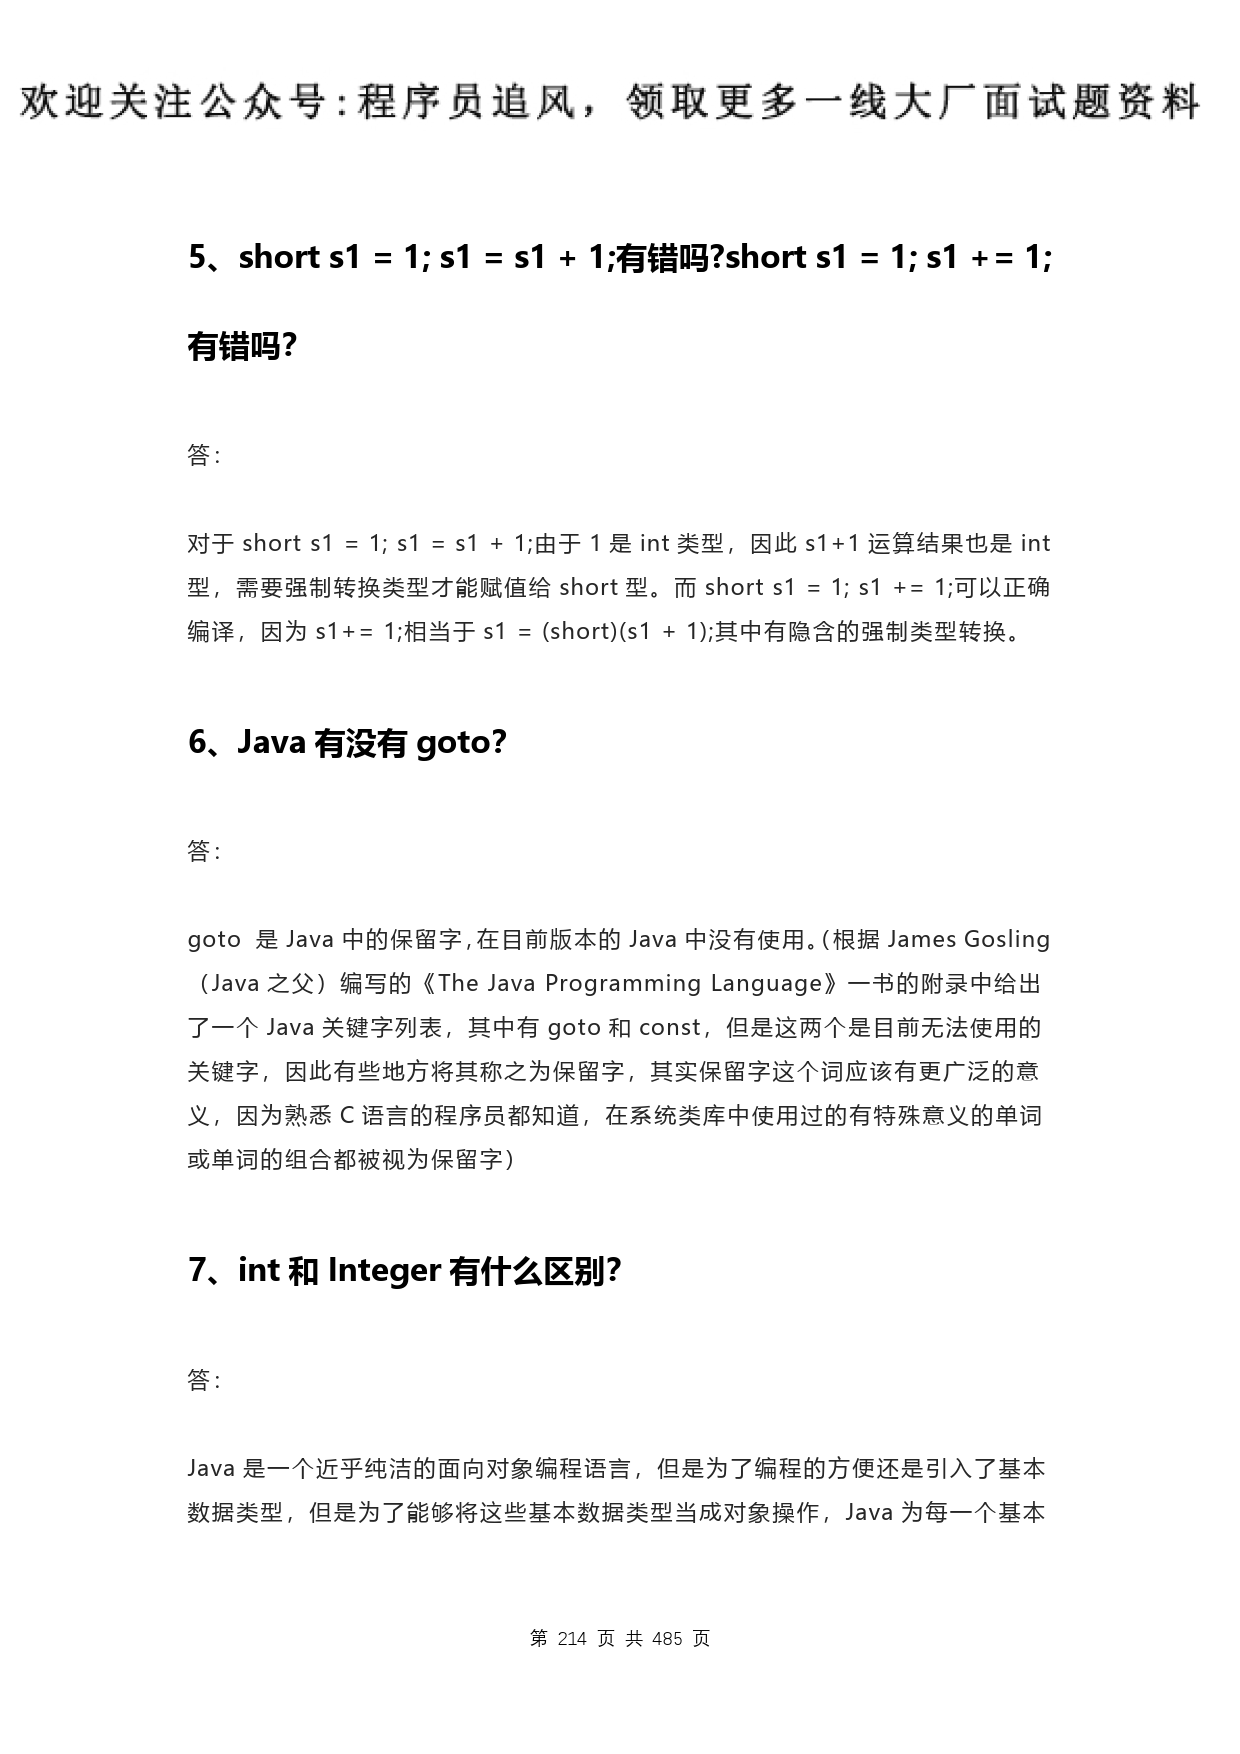 欢迎关注公众号:程序员追风，领取更多一线大厂面试题资料
5、short s1 = 1; s1 = s1 + 1;有错吗?short s1 = 1; s1 += 1;
有错吗？
答：
对于 short s1 = 1; s1 = s1 + 1;由于 1 是 int 类型，因此 s1+1 运算结果也是 int
型，需要强制转换类型才能赋值给 short 型。而 short s1 = 1; s1 += 1;可以正确
编译，因为 s1+= 1;相当于 s1 = (short)(s1 + 1);其中有隐含的强制类型转换。
6、Java 有没有 goto？
答：
goto 是 Java 中的保留字，在目前版本的 Java 中没有使用。（根据 James Gosling
（Java 之父）编写的《The Java Programming Language》一书的附录中给出
了一个 Java 关键字列表，其中有 goto 和 const，但是这两个是目前无法使用的
关键字，因此有些地方将其称之为保留字，其实保留字这个词应该有更广泛的意
义，因为熟悉 C 语言的程序员都知道，在系统类库中使用过的有特殊意义的单词
或单词的组合都被视为保留字）
7、int 和 Integer 有什么区别？
答：
Java 是一个近乎纯洁的面向对象编程语言，但是为了编程的方便还是引入了基本
数据类型，但是为了能够将这些基本数据类型当成对象操作，Java 为每一个基本
第 214 页 共 485 页